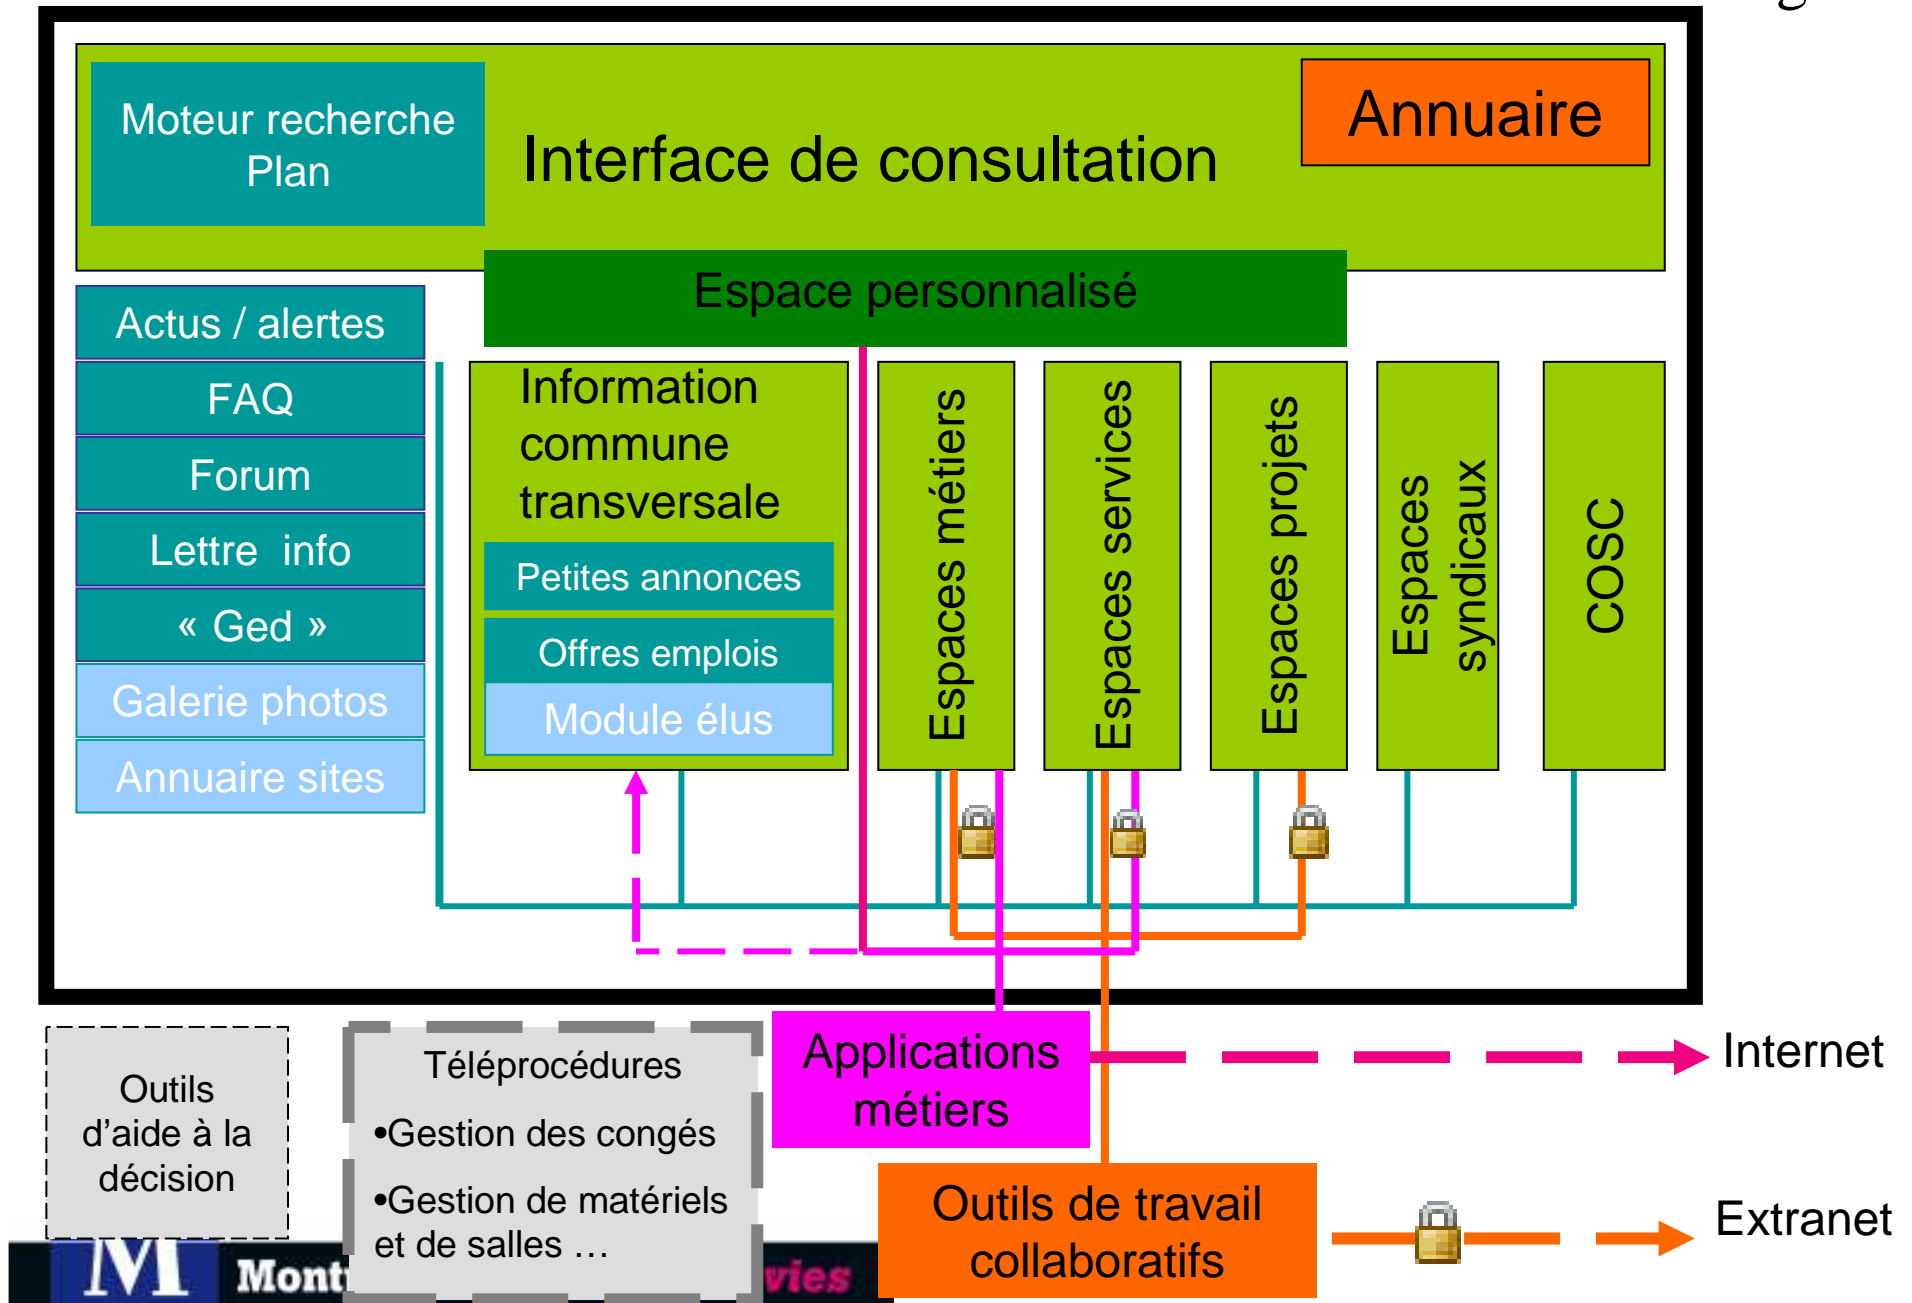 g
Moteur recherche
Plan
Interface de consultation
Annuaire
Espace personnalisé
Actus / alertes
FAQ
Forum
Lettre info
« Ged »
Galerie photos
Annuaire sites
Information
commune
transversale
Petites annonces
Offres emplois
Module élus
Espaces métiers
Espaces services
Espaces projets
Espaces
syndicaux
COSC
Outils
d’aide à la
décision
Téléprocédures
•Gestion des congés
•Gestion de matériels
et de salles …
Applications
métiers
Internet
Outils de travail
collaboratifs
Extranet
M
Mont
vies